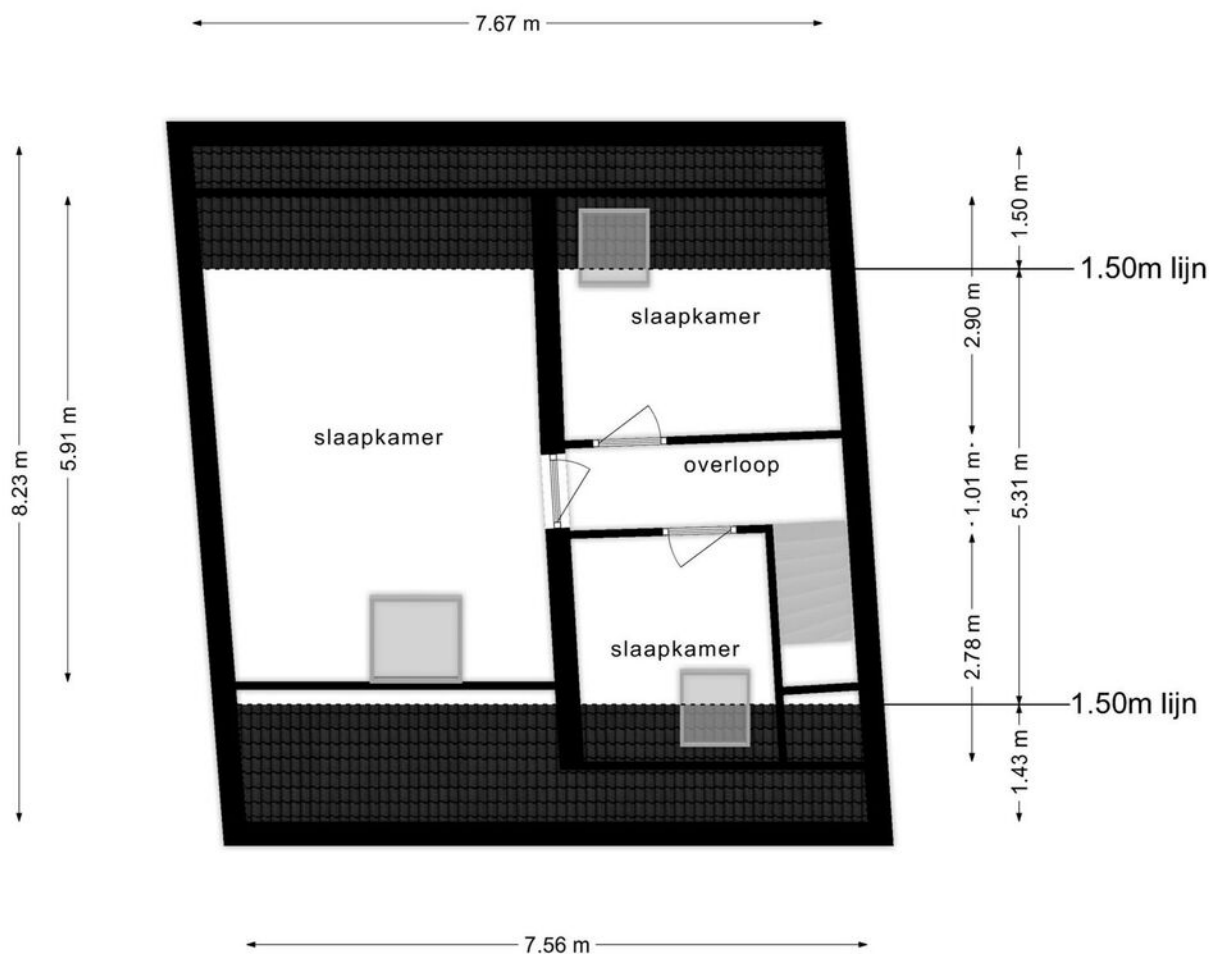 7.67 m
1.50 m
1.50m lijn
slaapkamer
2.90 m
slaapkamer
5.91 m
overloop
8.23 m
1.01 m
5.31 m
slaapkamer
2.78 m
1.50m lijn
1.43 m
7.56 m